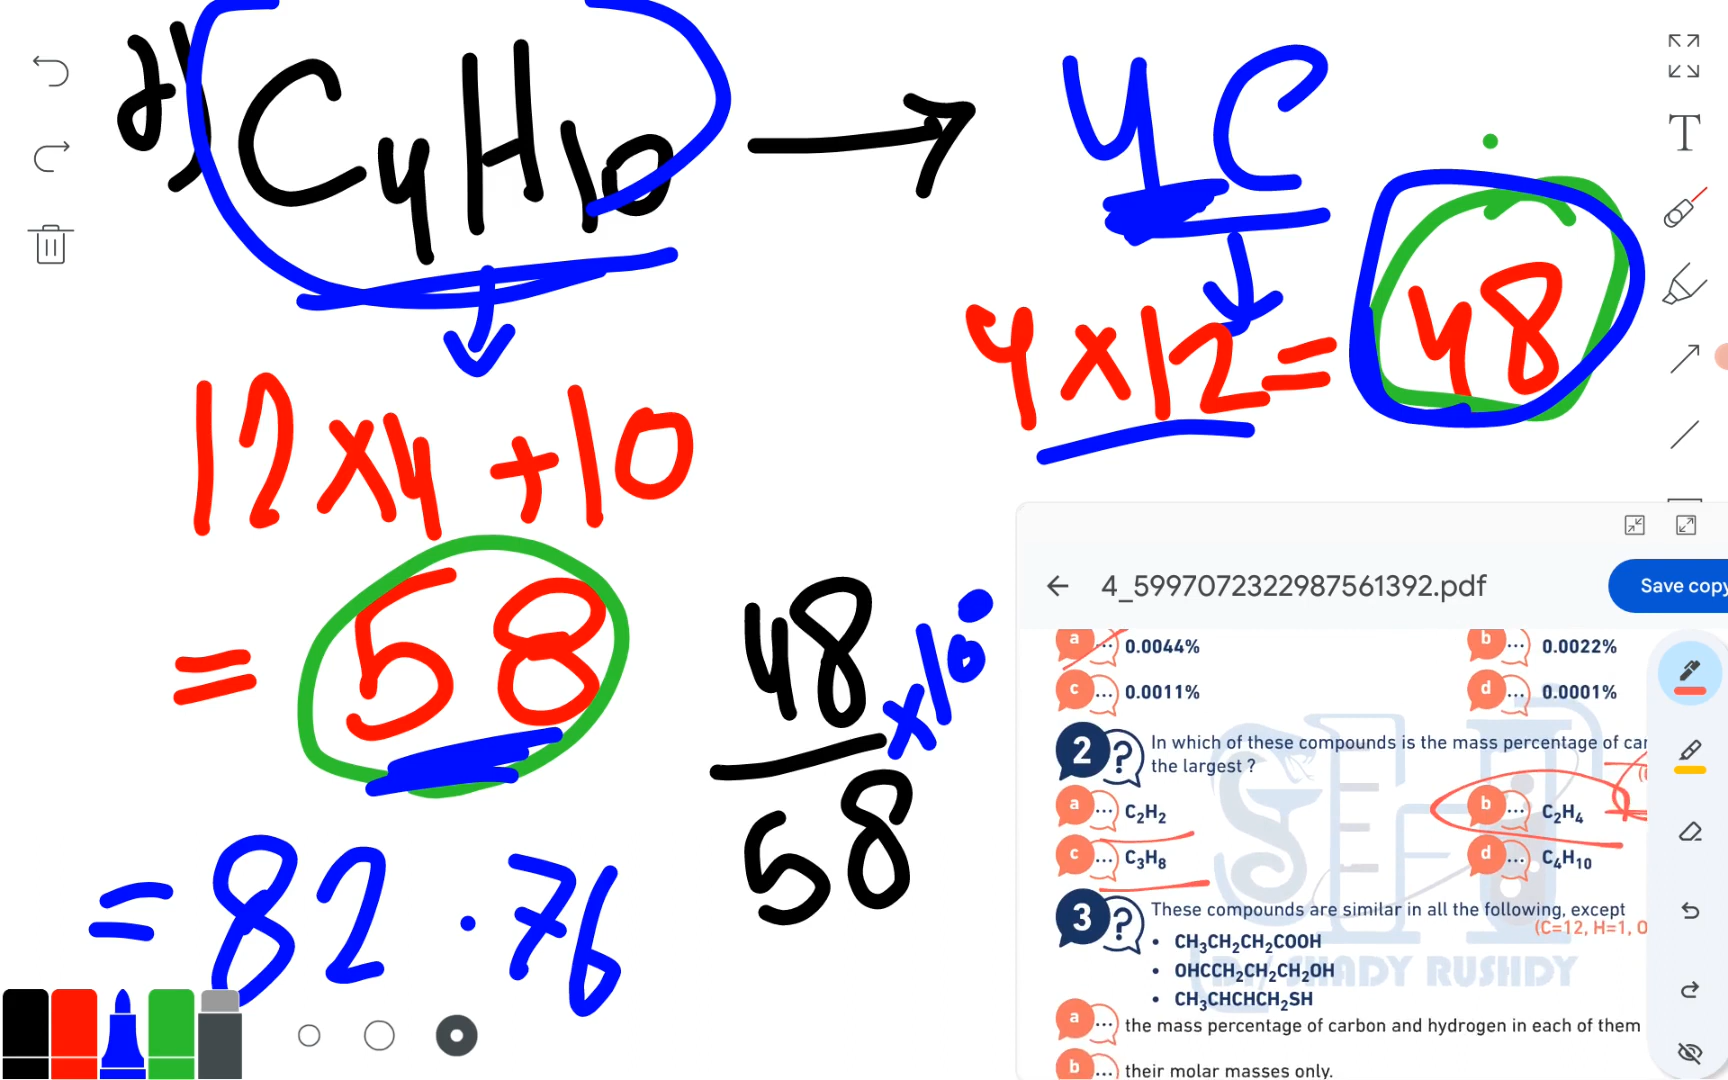 d) C4H10 → 4C
4 x 12 = 48
12 x 4 + 10
= 58
48
58
x 100
= 82.76
T
4_5997072322987561392.pdf
Save copy
a ... 0.0044%
b ... 0.0022%
c ... 0.0011%
d ... 0.0001%
2 ? In which of these compounds is the mass percentage of car
the largest ?
a ... C₂H₂
b ... C₂H₄
c ... C₃H₈
d ... C₄H₁₀
3 ? These compounds are similar in all the following, except
(C=12, H=1, O
• CH₃CH₂CH₂COOH
• OHCCH₂CH₂CH₂OH
• CH₃CHCHCH₂SH
SHADY RUSHDY
a ... the mass percentage of carbon and hydrogen in each of them
b ... their molar masses only.